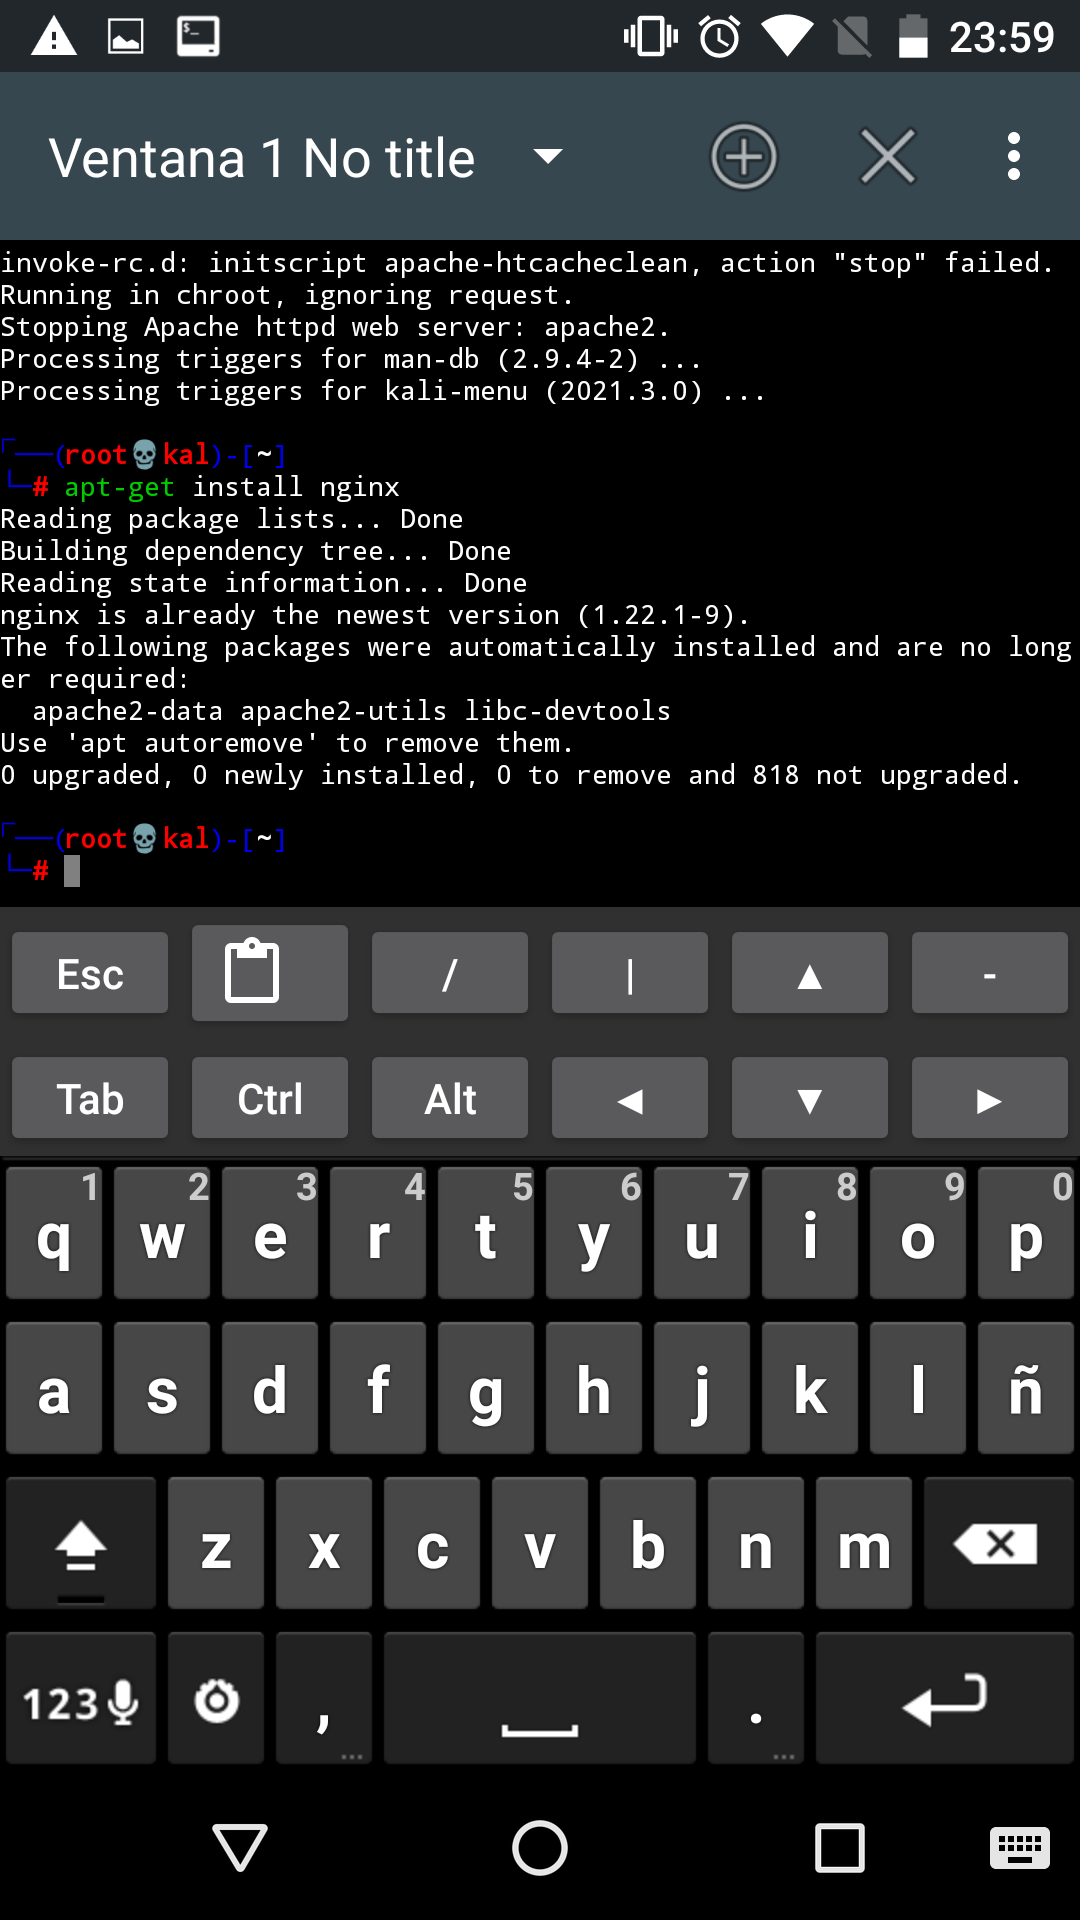 23:59
Ventana 1 No title
invoke-rc.d: initscript apache-htcacheclean, action "stop" failed.
Running in chroot, ignoring request.
Stopping Apache httpd web server: apache2.
Processing triggers for man-db (2.9.4-2) ...
Processing triggers for kali-menu (2021.3.0) ...
┌──(root💀kal)-[~]
└─# apt-get install nginx
Reading package lists... Done
Building dependency tree... Done
Reading state information... Done
nginx is already the newest version (1.22.1-9).
The following packages were automatically installed and are no long
er required:
  apache2-data apache2-utils libc-devtools
Use 'apt autoremove' to remove them.
0 upgraded, 0 newly installed, 0 to remove and 818 not upgraded.
┌──(root💀kal)-[~]
└─#
Esc / | ▲ -
Tab Ctrl Alt ◀ ▼ ▶
1 2 3 4 5 6 7 8 9 0
q w e r t y u i o p
a s d f g h j k l ñ
z x c v b n m
123 , .